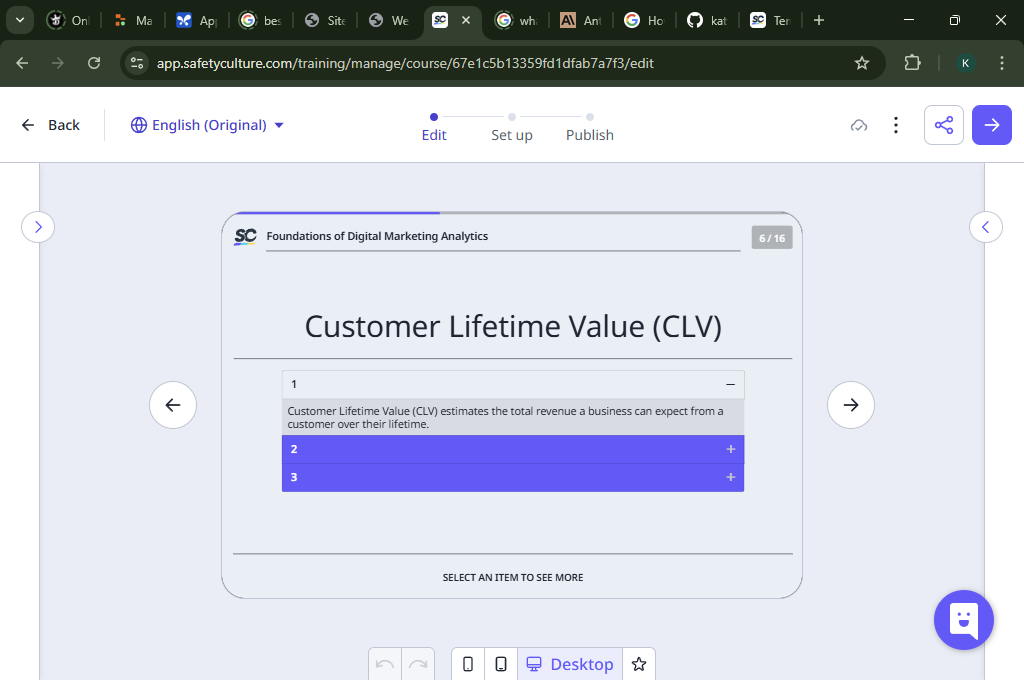 Onl
Ma
App
bes
Site
We
SC
wha
Ant
Ho
kat
SC
Ter
app.safetyculture.com/training/manage/course/67e1c5b13359fd1dfab7a7f3/edit
K
Back
English (Original)
Edit
Set up
Publish
SC
Foundations of Digital Marketing Analytics
6 / 16
Customer Lifetime Value (CLV)
1
Customer Lifetime Value (CLV) estimates the total revenue a business can expect from a
customer over their lifetime.
2
3
SELECT AN ITEM TO SEE MORE
Desktop